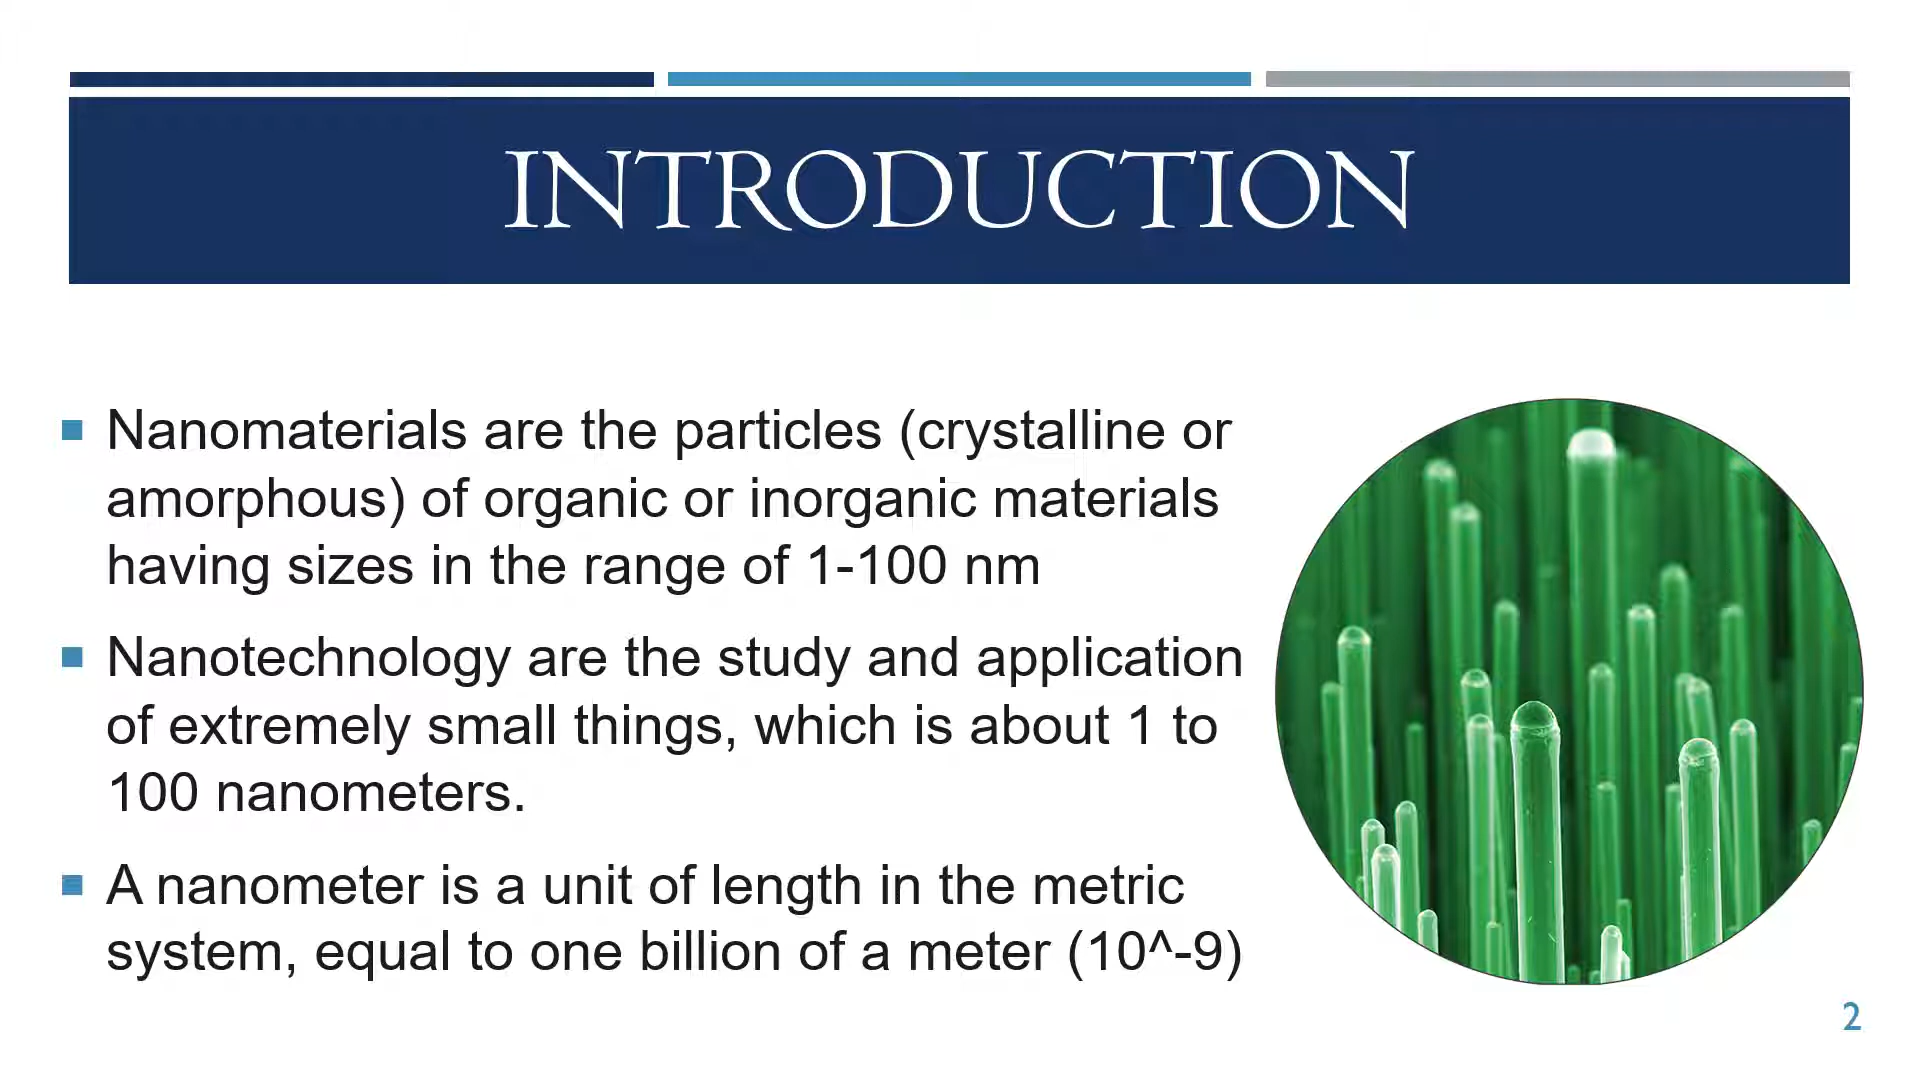 INTRODUCTION
Nanomaterials are the particles (crystalline or
amorphous) of organic or inorganic materials
having sizes in the range of 1-100 nm
Nanotechnology are the study and application
of extremely small things, which is about 1 to
100 nanometers.
A nanometer is a unit of length in the metric
system, equal to one billion of a meter (10^-9)
2